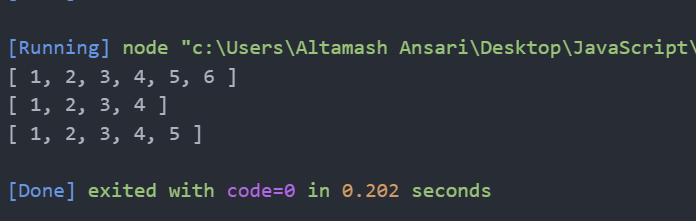 [Running] node "c:\Users\Altamash Ansari\Desktop\JavaScript\
[ 1, 2, 3, 4, 5, 6 ]
[ 1, 2, 3, 4 ]
[ 1, 2, 3, 4, 5 ]
[Done] exited with code=0 in 0.202 seconds